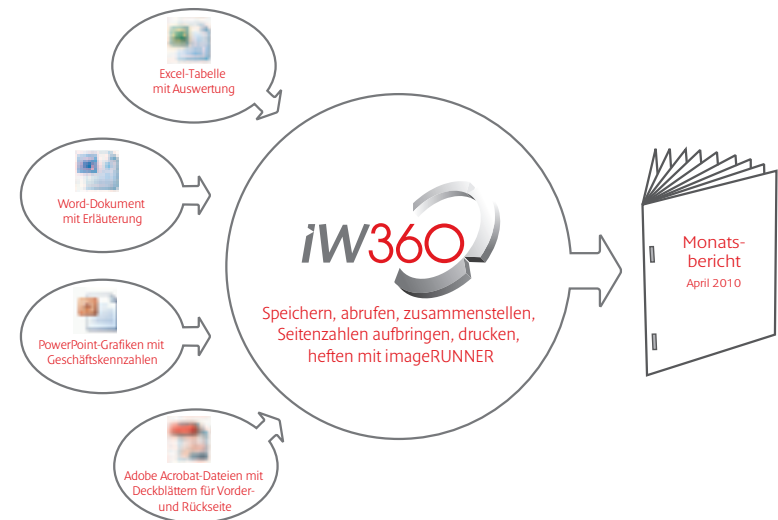 Excel-Tabelle
mit Auswertung
Word-Dokument
mit Erläuterung
PowerPoint-Grafiken mit
Geschäftskennzahlen
Adobe Acrobat-Dateien mit
Deckblättern für Vorder-
und Rückseite
iW360
Speichern, abrufen, zusammenstellen,
Seitenzahlen aufbringen, drucken,
heften mit imageRUNNER
Monats-
bericht
April 2010